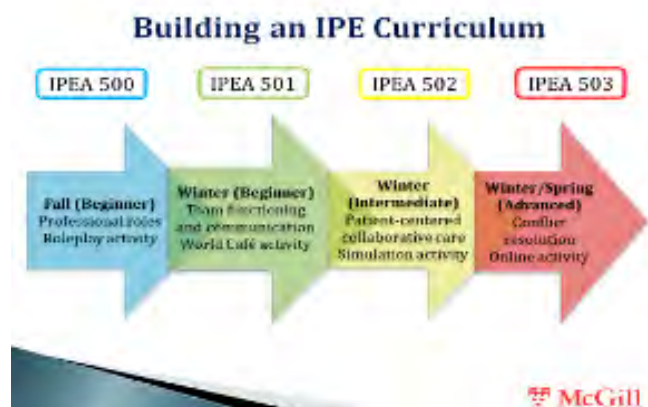 Building an IPE Curriculum
IPEA 500
IPEA 501
IPEA 502
IPEA 503
Fall (Beginner)
Professional roles
Roleplay activity
Winter (Beginner)
Team functioning
and communication
World Café activity
Winter
(Intermediate)
Patient-centered
collaborative care
Simulation activity
Winter/Spring
(Advanced)
Conflict
resolution
Online activity
McGill